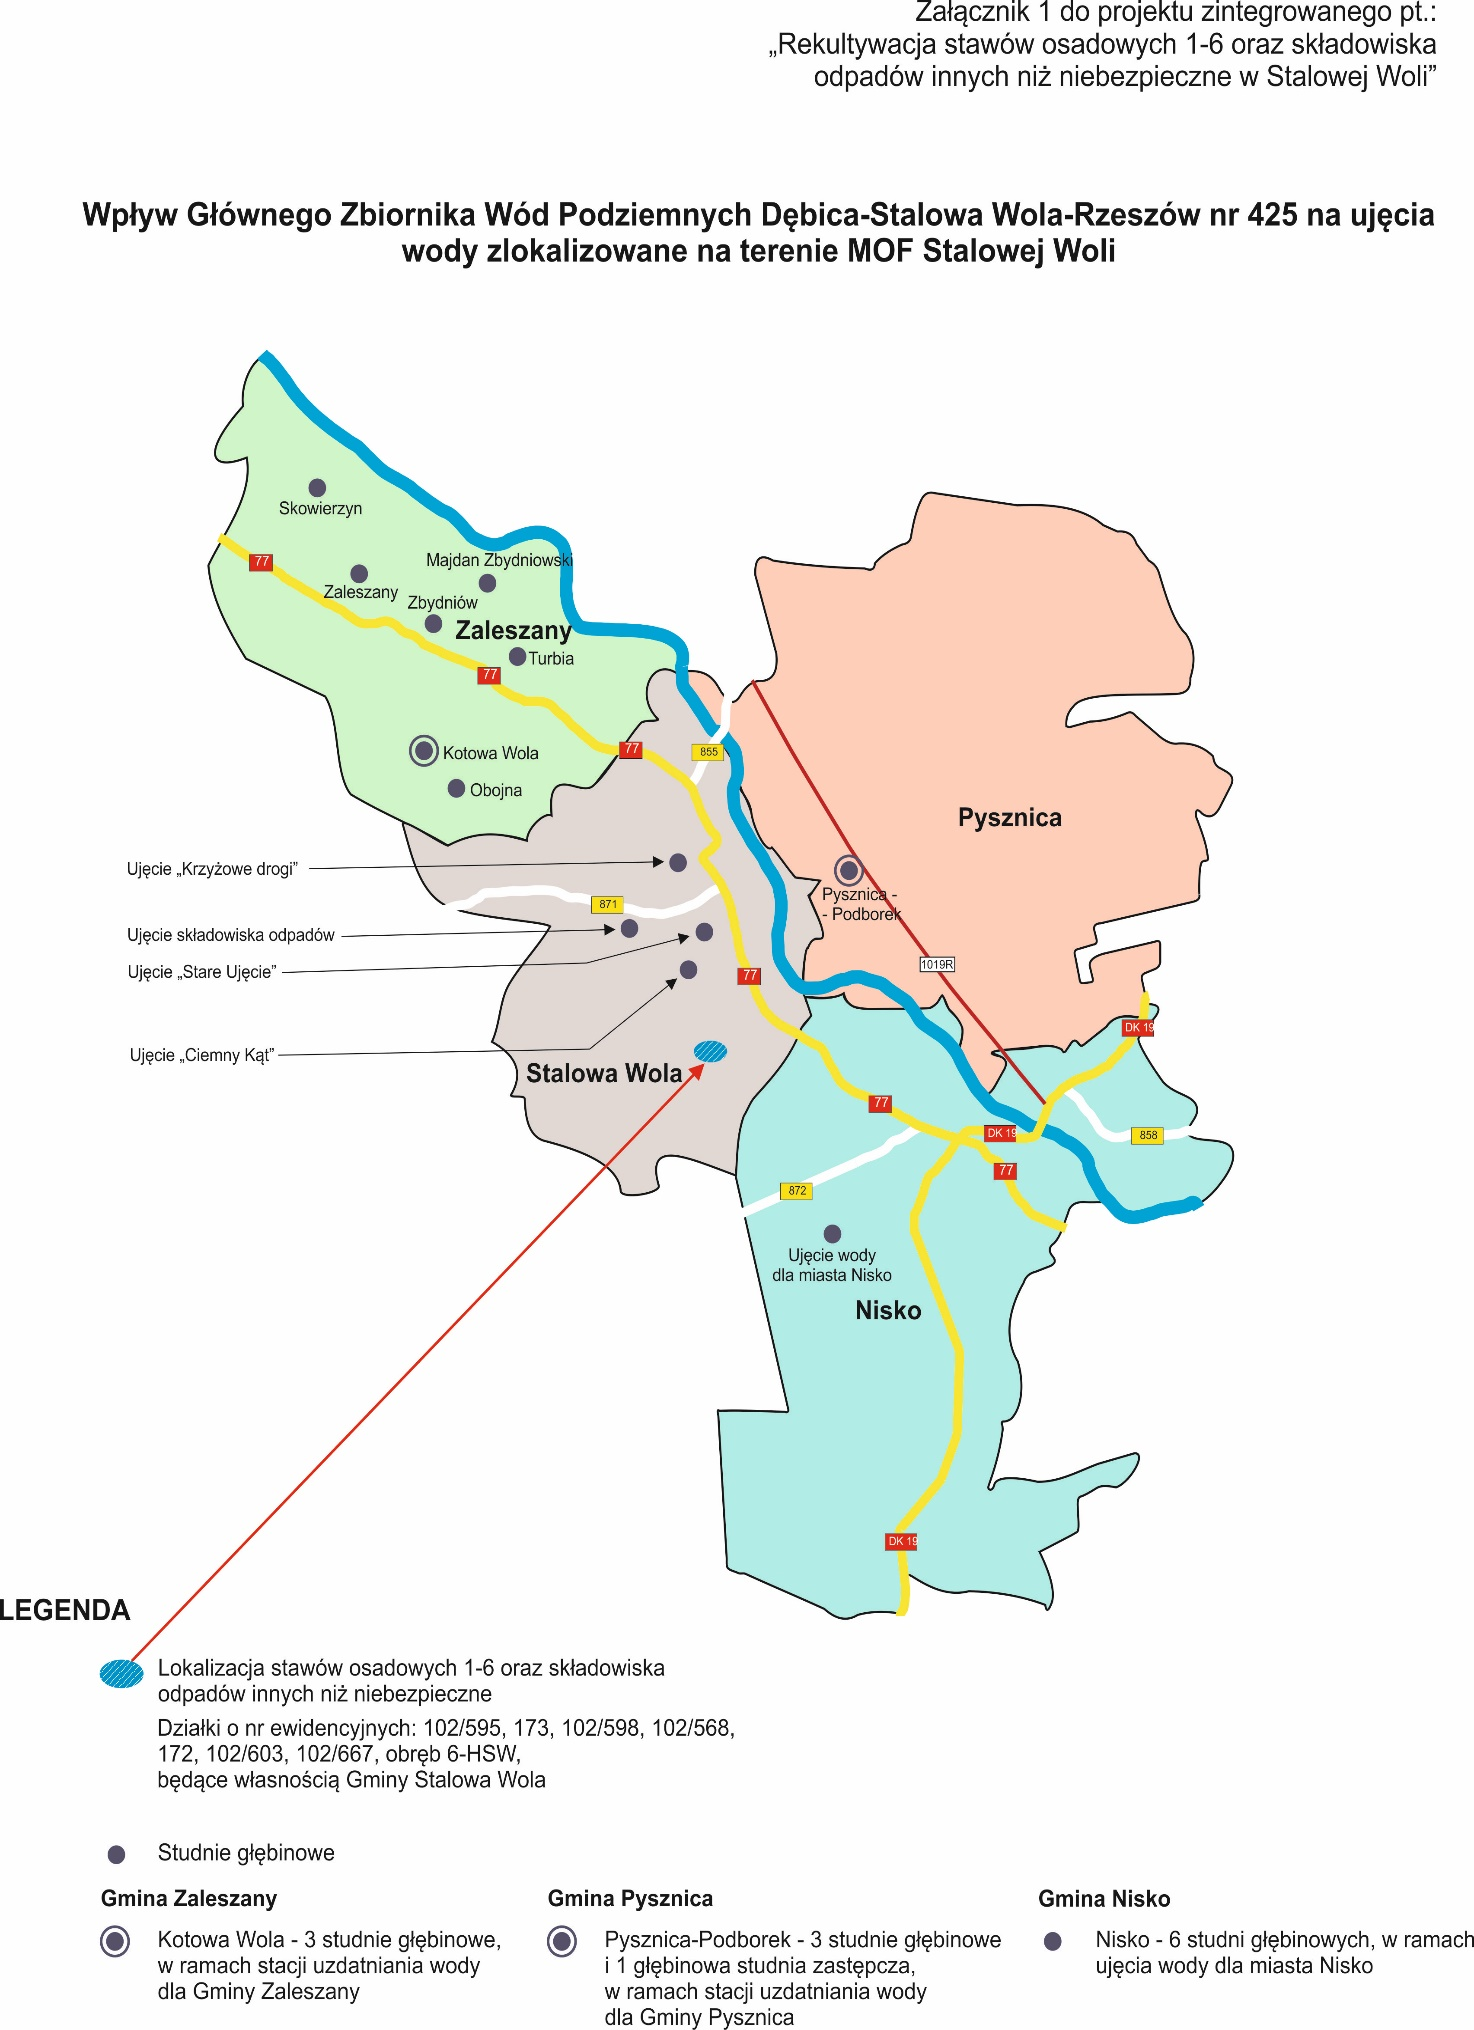 Załącznik 1 do projektu zintegrowanego pt.:
„Rekultywacja stawów osadowych 1-6 oraz składowiska
odpadów innych niż niebezpieczne w Stalowej Woli”
Wpływ Głównego Zbiornika Wód Podziemnych Dębica-Stalowa Wola-Rzeszów nr 425 na ujęcia
wody zlokalizowane na terenie MOF Stalowej Woli
Skowierzyn
77
Majdan Zbydniowski
Zaleszany
Zbydniów
Zaleszany
Turbia
77
Kotowa Wola
77
855
Obojna
Pysznica
Ujęcie „Krzyżowe drogi”
Pysznica -
- Podborek
871
Ujęcie składowiska odpadów
Ujęcie „Stare Ujęcie”
77
1019R
DK 19
Ujęcie „Ciemny Kąt”
Stalowa Wola
77
DK 19
858
77
872
Ujęcie wody
dla miasta Nisko
Nisko
DK 19
LEGENDA
Lokalizacja stawów osadowych 1-6 oraz składowiska
odpadów innych niż niebezpieczne
Działki o nr ewidencyjnych: 102/595, 173, 102/598, 102/568,
172, 102/603, 102/667, obręb 6-HSW,
będące własnością Gminy Stalowa Wola
Studnie głębinowe
Gmina Zaleszany
Kotowa Wola - 3 studnie głębinowe,
w ramach stacji uzdatniania wody
dla Gminy Zaleszany
Gmina Pysznica
Pysznica-Podborek - 3 studnie głębinowe
i 1 głębinowa studnia zastępcza,
w ramach stacji uzdatniania wody
dla Gminy Pysznica
Gmina Nisko
Nisko - 6 studni głębinowych, w ramach
ujęcia wody dla miasta Nisko